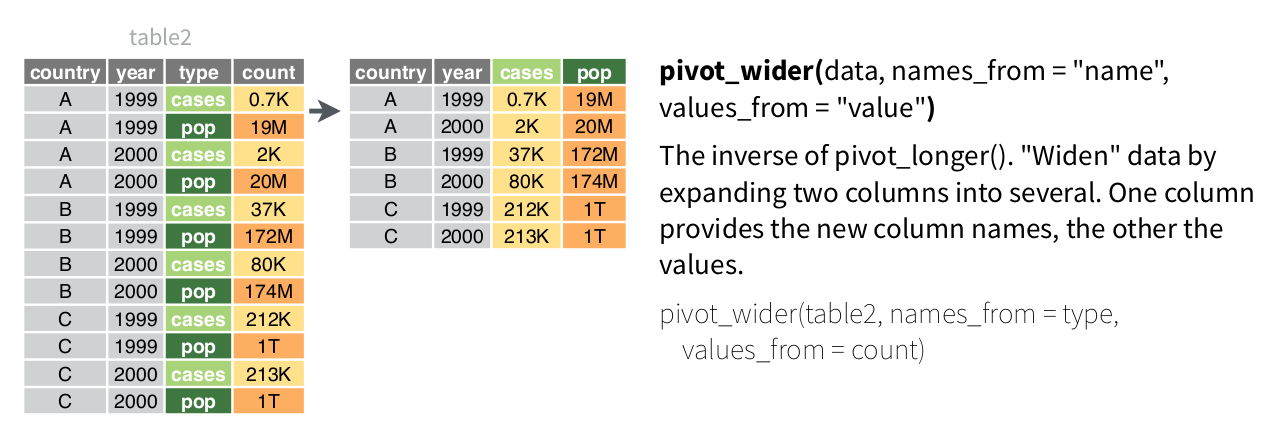 table2
country year type count
A 1999 cases 0.7K
A 1999 pop 19M
A 2000 cases 2K
A 2000 pop 20M
B 1999 cases 37K
B 1999 pop 172M
B 2000 cases 80K
B 2000 pop 174M
C 1999 cases 212K
C 1999 pop 1T
C 2000 cases 213K
C 2000 pop 1T
country year cases pop
A 1999 0.7K 19M
A 2000 2K 20M
B 1999 37K 172M
B 2000 80K 174M
C 1999 212K 1T
C 2000 213K 1T
pivot_wider(data, names_from = "name",
values_from = "value")
The inverse of pivot_longer(). "Widen" data by
expanding two columns into several. One column
provides the new column names, the other the
values.
pivot_wider(table2, names_from = type,
values_from = count)